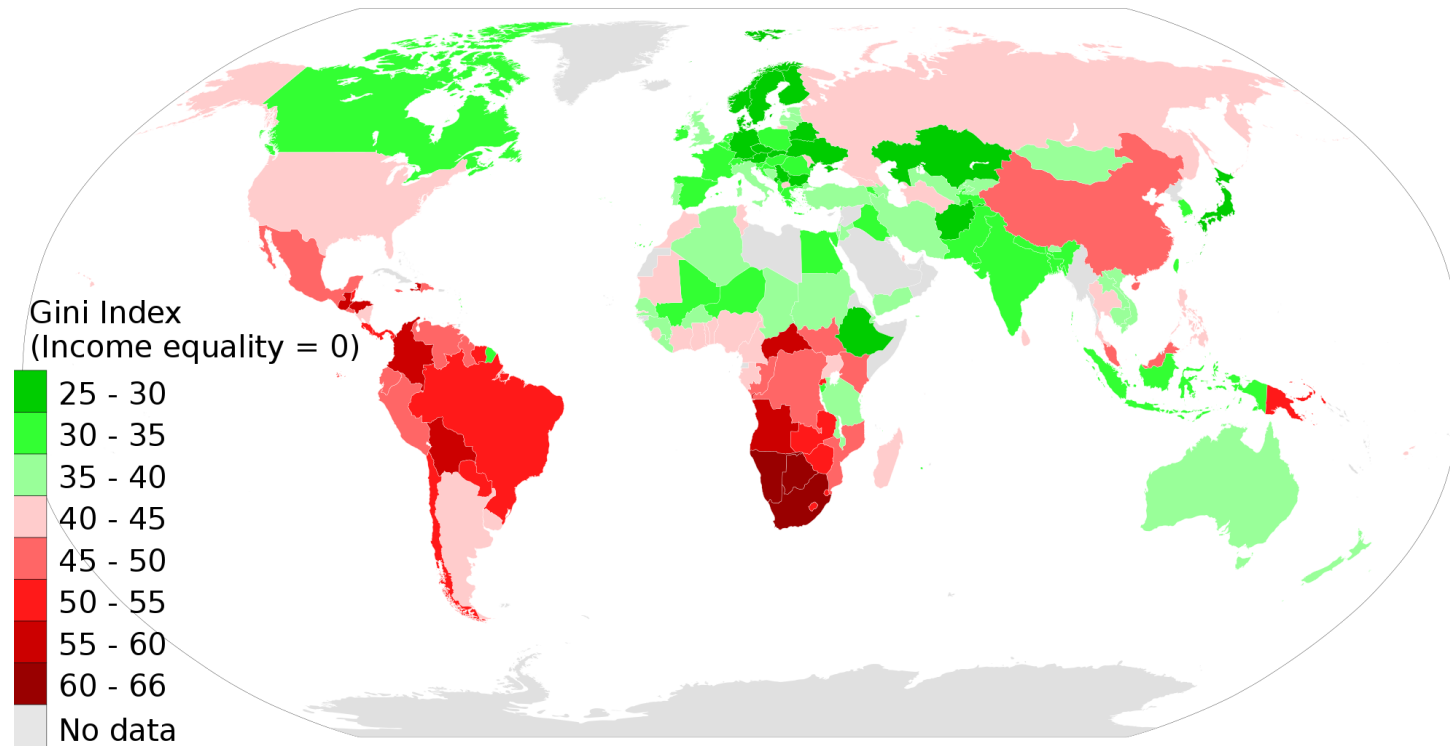 Gini Index
(Income equality = 0)
25 - 30
30 - 35
35 - 40
40 - 45
45 - 50
50 - 55
55 - 60
60 - 66
No data